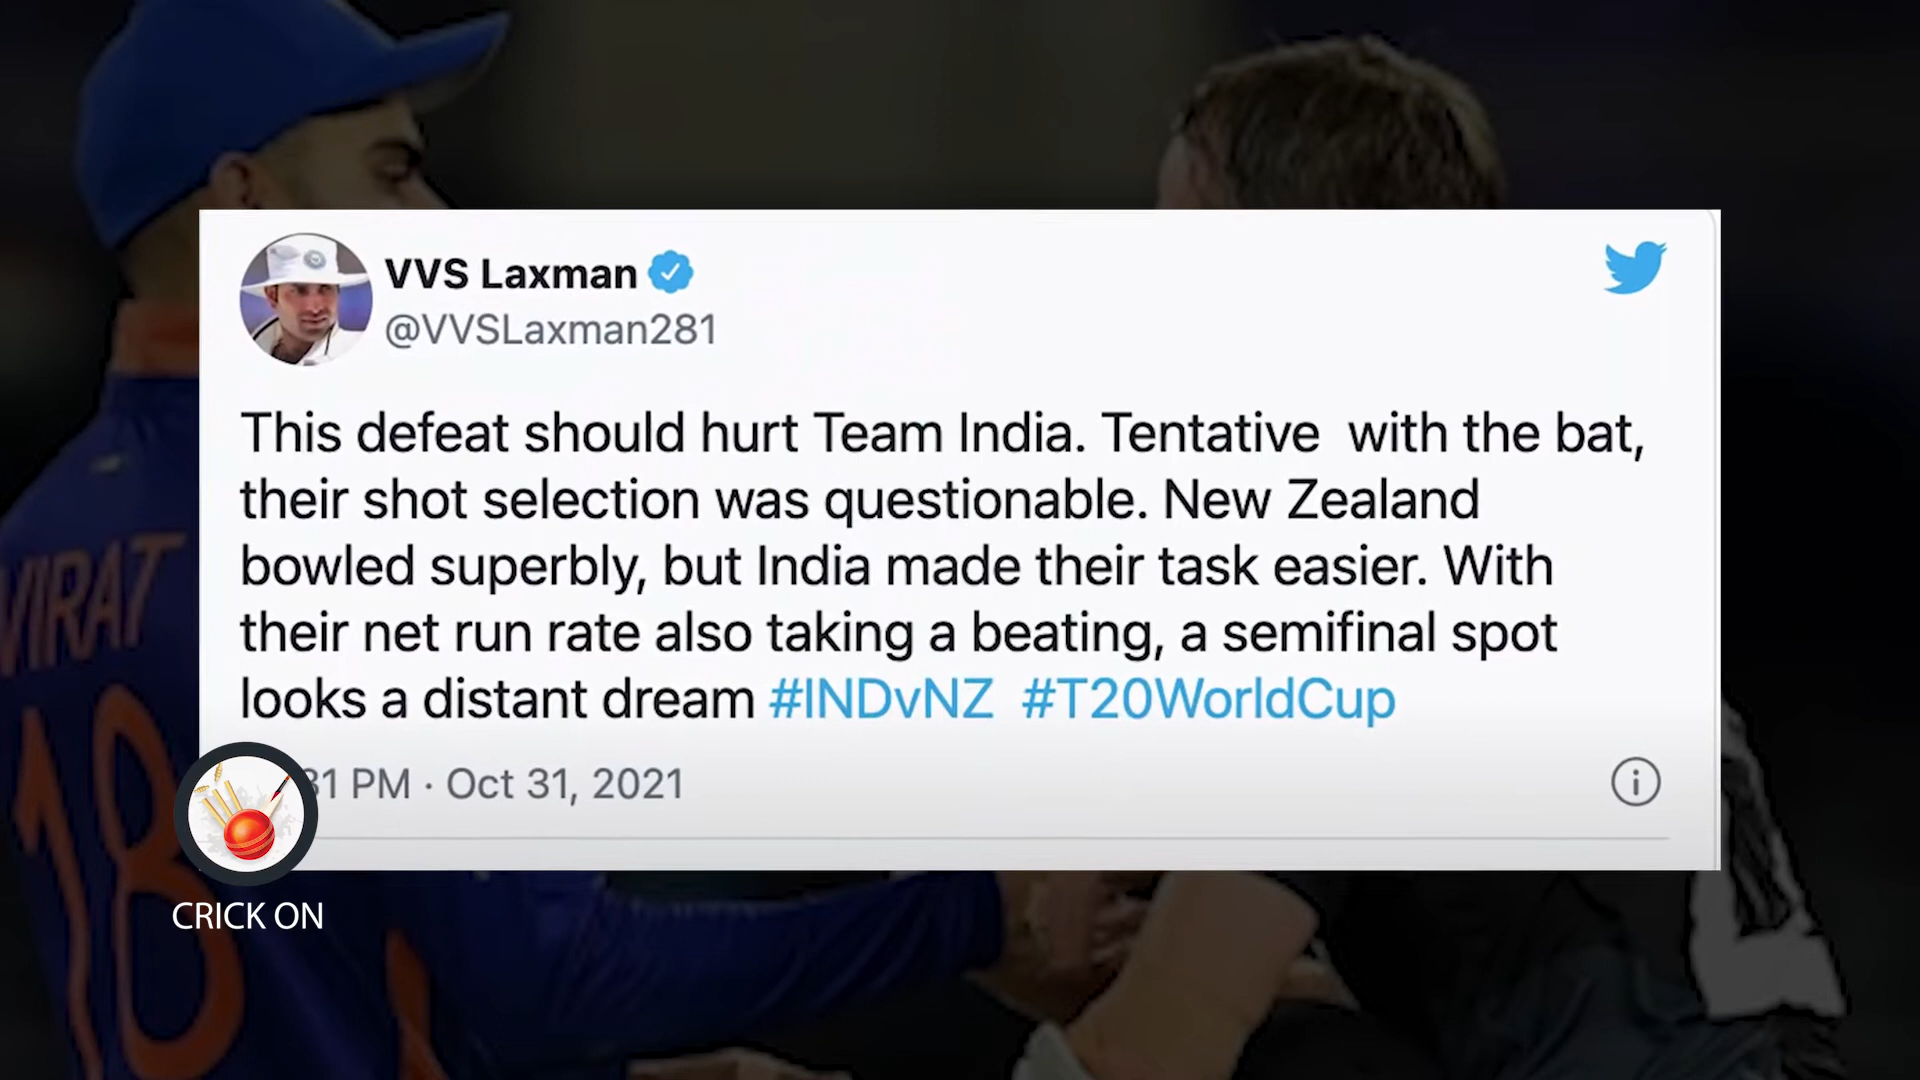 VVS Laxman
@VVSLaxman281
This defeat should hurt Team India. Tentative  with the bat,
their shot selection was questionable. New Zealand
bowled superbly, but India made their task easier. With
their net run rate also taking a beating, a semifinal spot
looks a distant dream #INDvNZ  #T20WorldCup
31 PM · Oct 31, 2021
VIRAT
18
CRICK ON